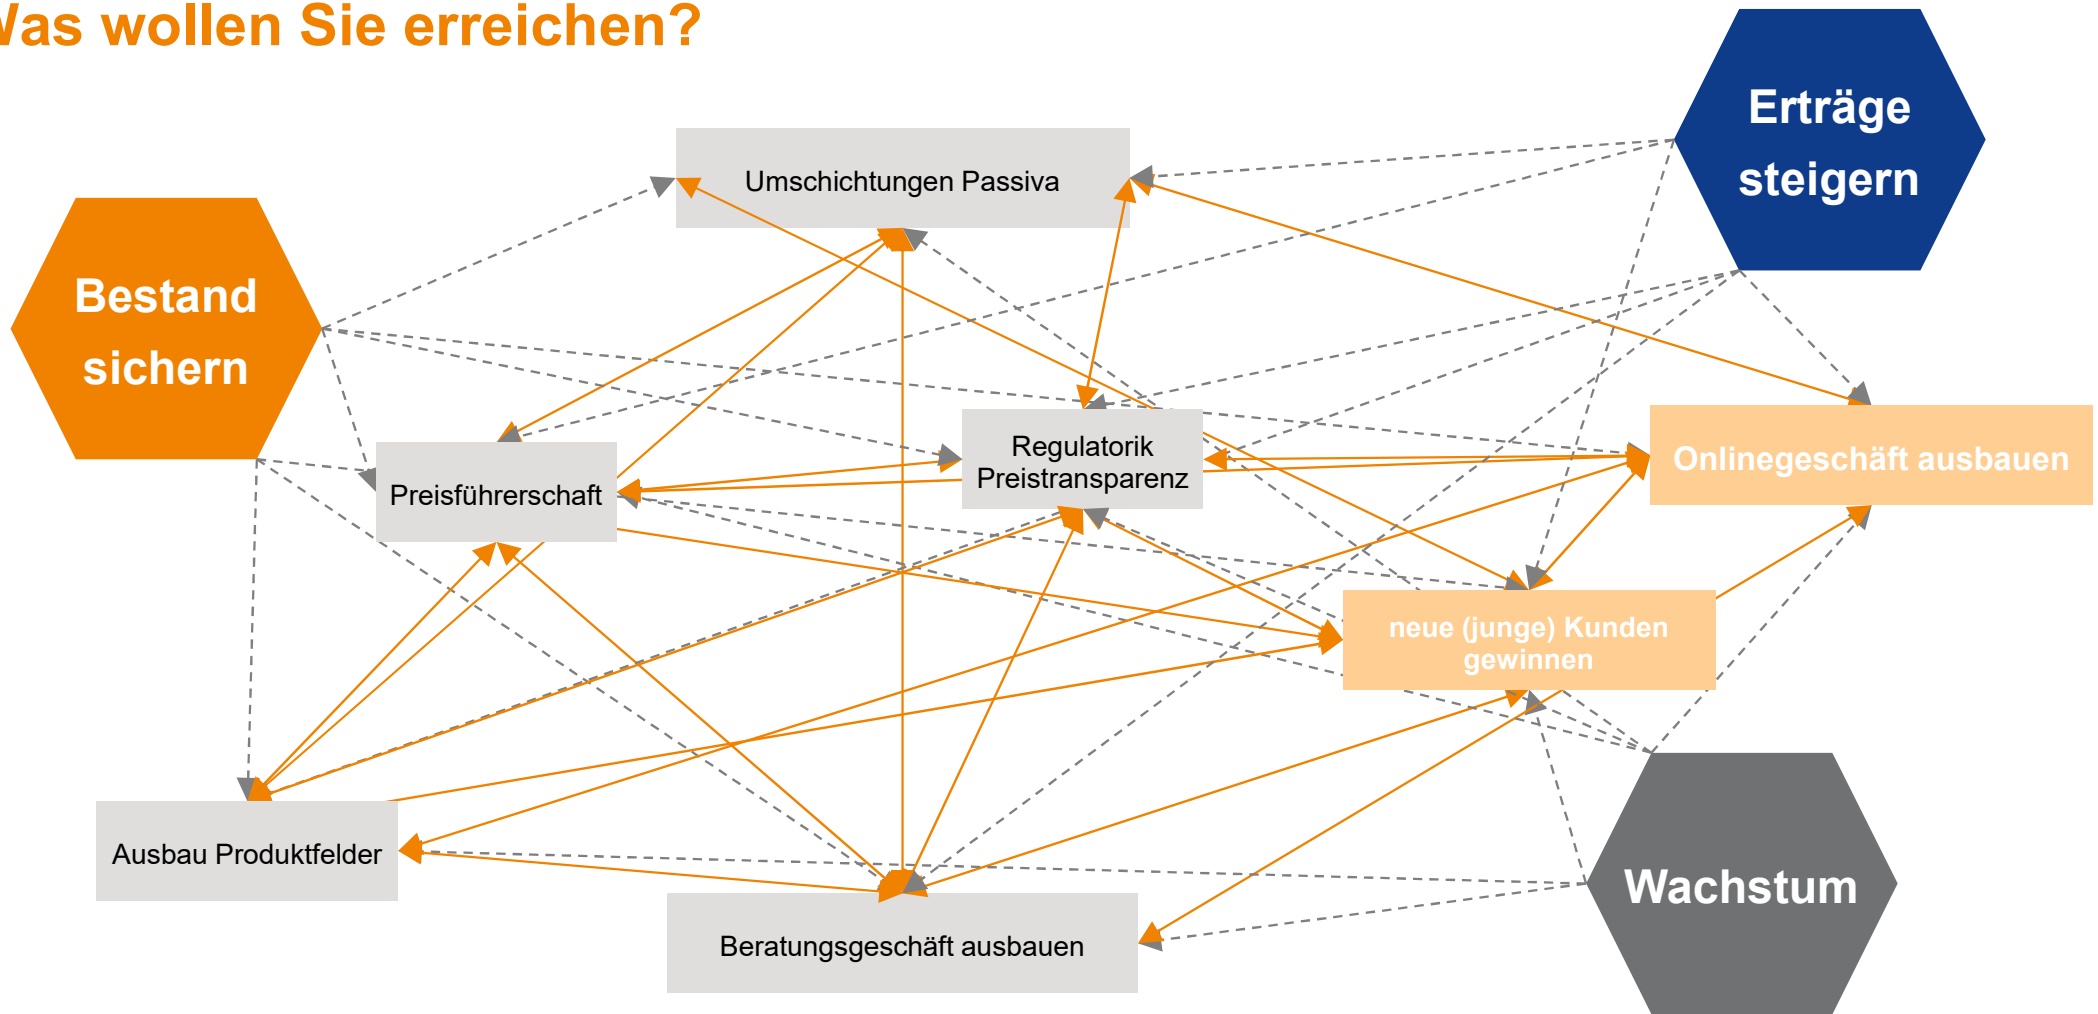 Was wollen Sie erreichen?
Erträge
steigern
Umschichtungen Passiva
Bestand
sichern
Regulatorik
Preistransparenz
Onlinegeschäft ausbauen
Preisführerschaft
neue (junge) Kunden
gewinnen
Ausbau Produktfelder
Wachstum
Beratungsgeschäft ausbauen